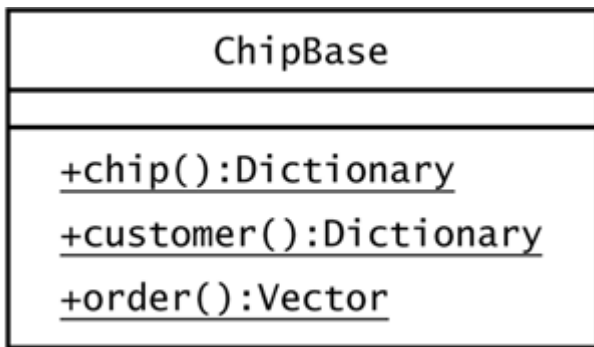 ChipBase
+chip():Dictionary
+customer():Dictionary
+order():Vector